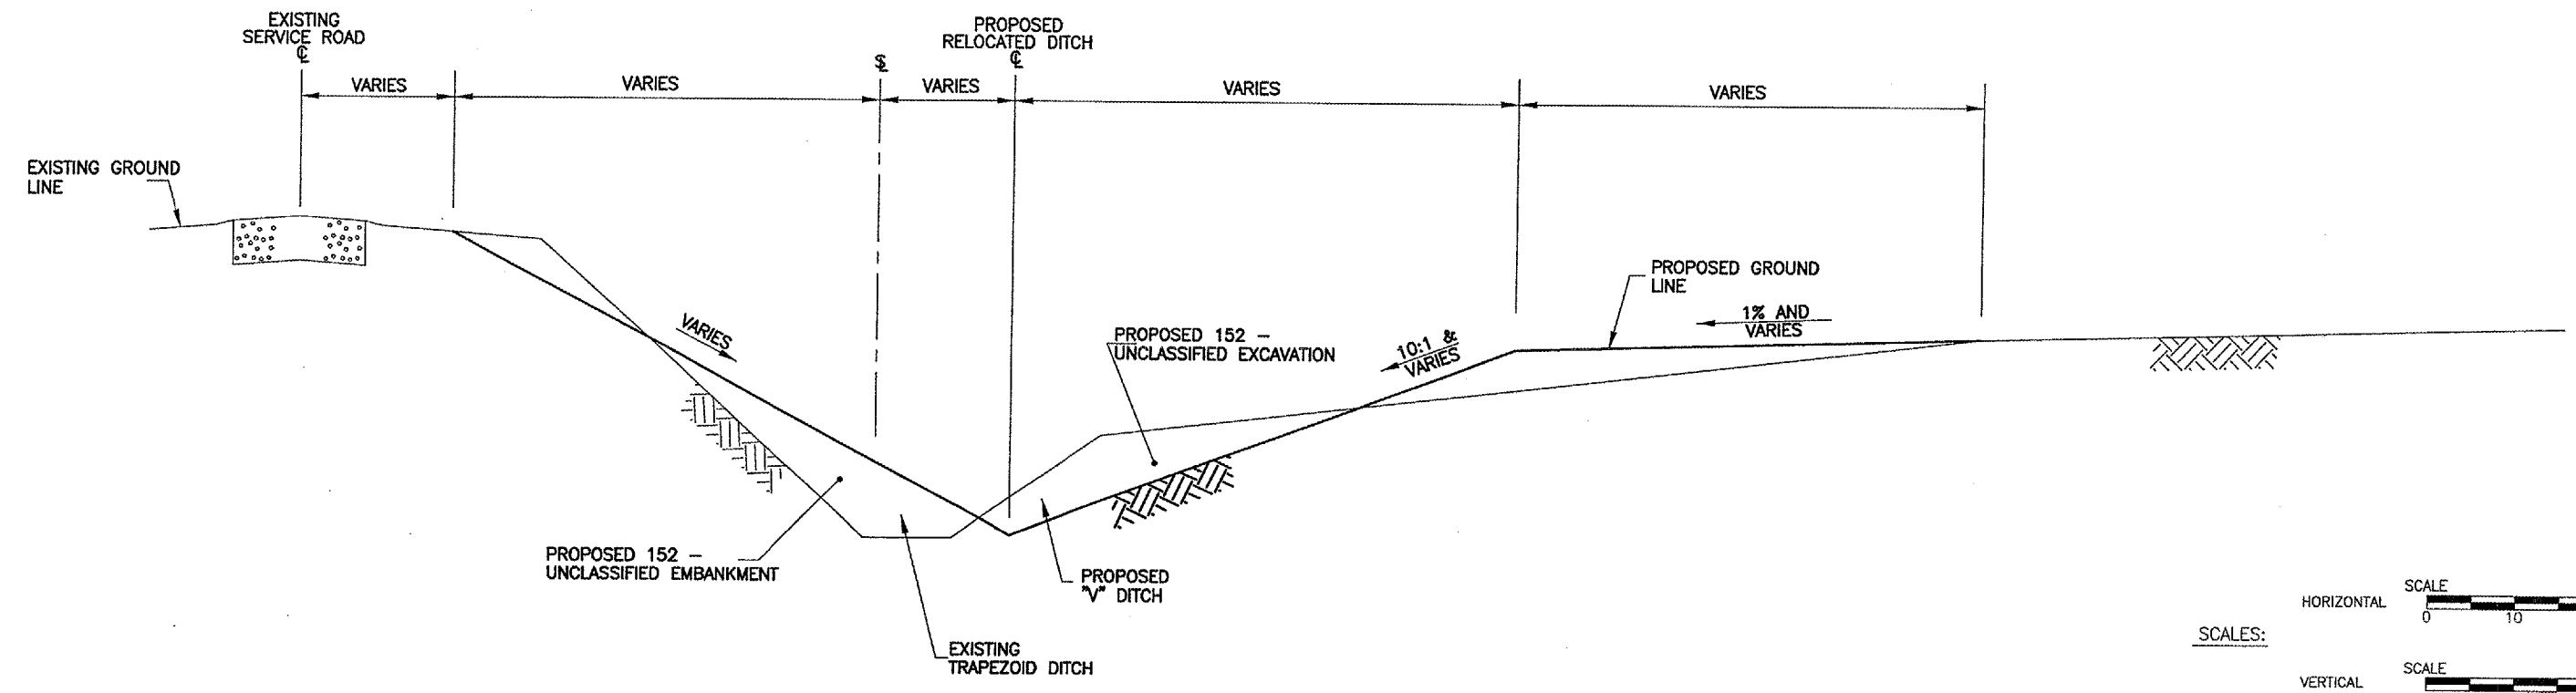 EXISTING
SERVICE ROAD
℄
PROPOSED
RELOCATED DITCH
℄
VARIES
VARIES
VARIES
VARIES
VARIES
EXISTING GROUND
LINE
PROPOSED GROUND
LINE
1% AND
VARIES
VARIES
PROPOSED 152 –
UNCLASSIFIED EXCAVATION
10:1 &
VARIES
PROPOSED 152 –
UNCLASSIFIED EMBANKMENT
PROPOSED
"V" DITCH
EXISTING
TRAPEZOID DITCH
SCALE
HORIZONTAL
0 10
SCALES:
SCALE
VERTICAL